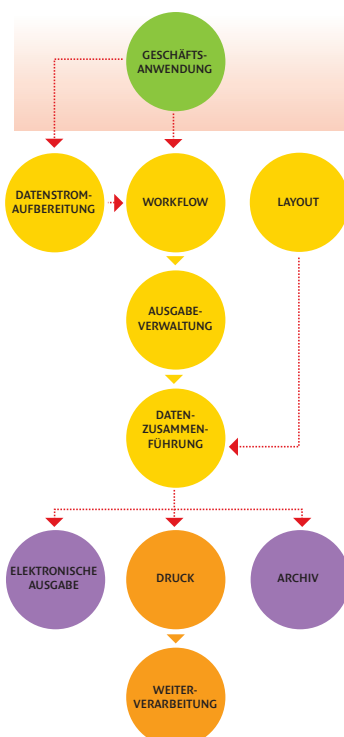 GESCHÄFTS-
ANWENDUNG
DATENSTROM-
AUFBEREITUNG
WORKFLOW
LAYOUT
AUSGABE-
VERWALTUNG
DATEN-
ZUSAMMEN-
FÜHRUNG
ELEKTRONISCHE
AUSGABE
DRUCK
ARCHIV
WEITER-
VERARBEITUNG